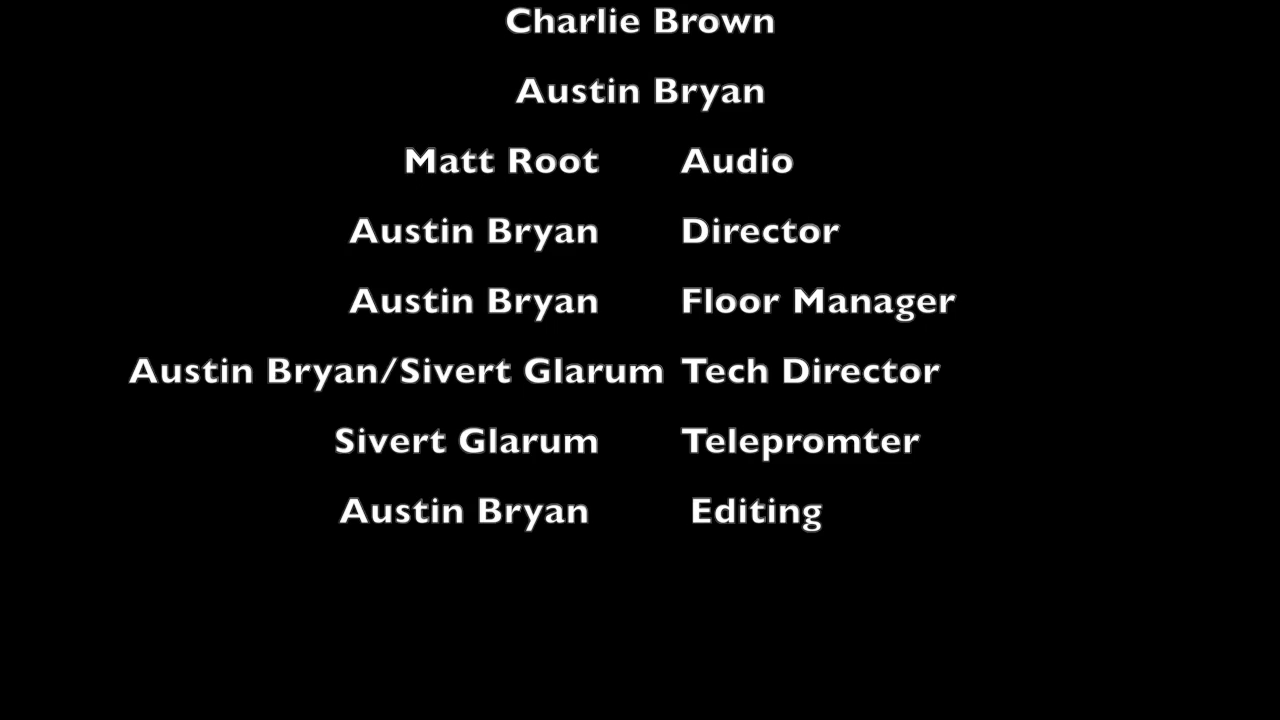 Charlie Brown
Austin Bryan
Matt Root Audio
Austin Bryan Director
Austin Bryan Floor Manager
Austin Bryan/Sivert Glarum Tech Director
Sivert Glarum Telepromter
Austin Bryan Editing